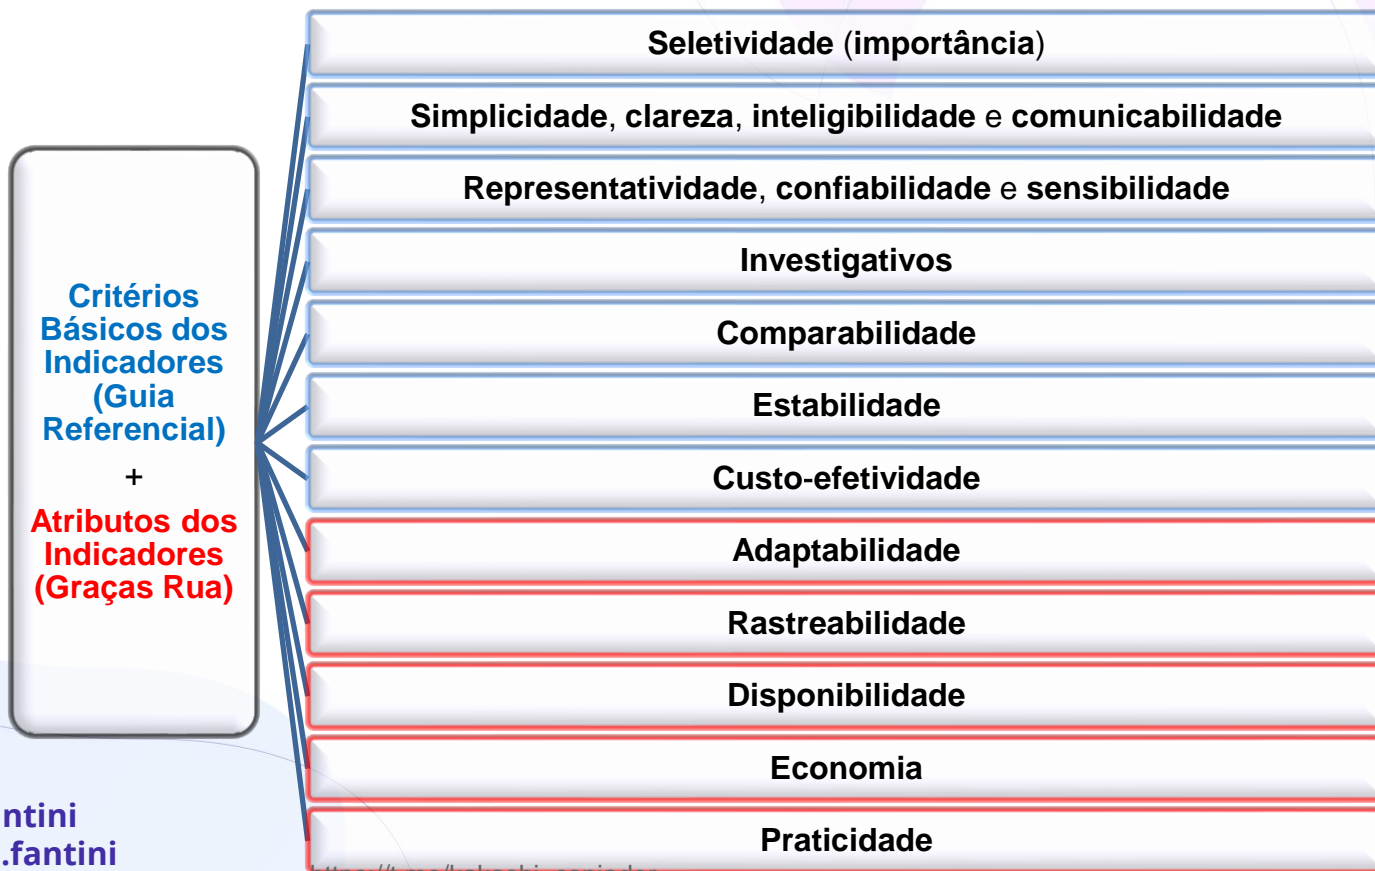 Seletividade (importância)
Simplicidade, clareza, inteligibilidade e comunicabilidade
Representatividade, confiabilidade e sensibilidade
Investigativos
Comparabilidade
Estabilidade
Custo-efetividade
Adaptabilidade
Rastreabilidade
Disponibilidade
Economia
Praticidade
Critérios
Básicos dos
Indicadores
(Guia
Referencial)
+
Atributos dos
Indicadores
(Graças Rua)
ntini
.fantini